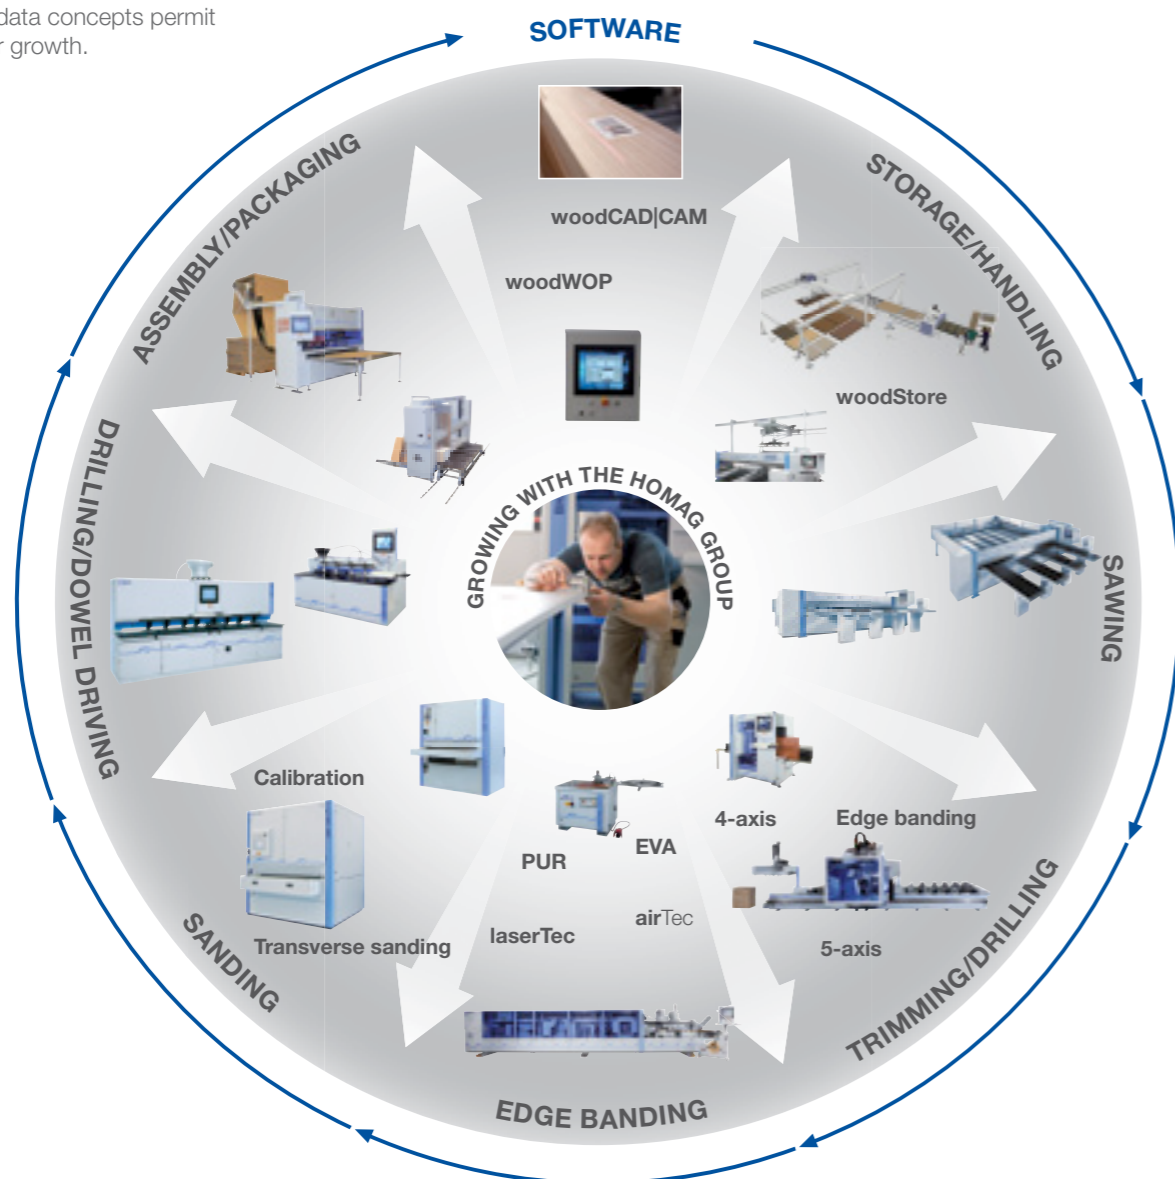 data concepts permit
r growth.
SOFTWARE
woodCAD|CAM
woodWOP
STORAGE/HANDLING
woodStore
SAWING
4-axis
Edge banding
5-axis
TRIMMING/DRILLING
PUR
EVA
laserTec
airTec
EDGE BANDING
Calibration
Transverse sanding
SANDING
DRILLING/DOWEL DRIVING
ASSEMBLY/PACKAGING
GROWING WITH THE HOMAG GROUP